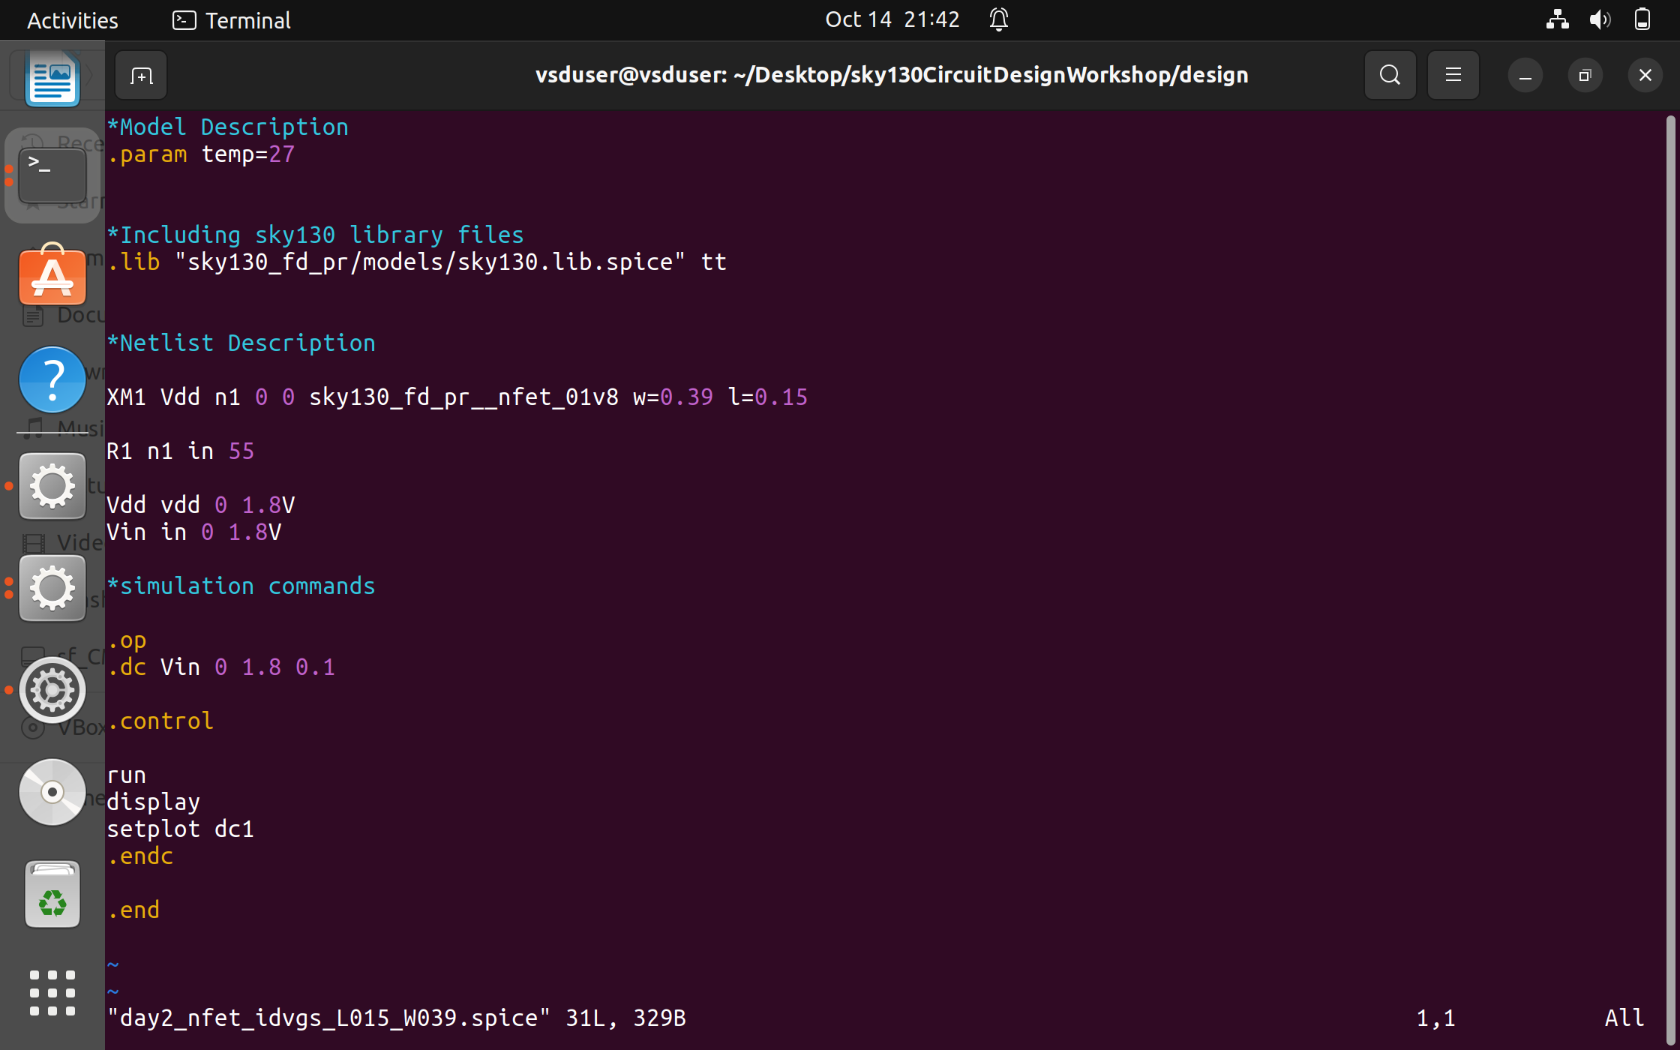 Activities Terminal Oct 14 21:42
vsduser@vsduser: ~/Desktop/sky130CircuitDesignWorkshop/design
*Model Description
.param temp=27
*Including sky130 library files
.lib "sky130_fd_pr/models/sky130.lib.spice" tt
*Netlist Description
XM1 Vdd n1 0 0 sky130_fd_pr__nfet_01v8 w=0.39 l=0.15
R1 n1 in 55
Vdd vdd 0 1.8V
Vin in 0 1.8V
*simulation commands
.op
.dc Vin 0 1.8 0.1
.control
run
display
setplot dc1
.endc
.end
~
~
"day2_nfet_idvgs_L015_W039.spice" 31L, 329B 1,1 All